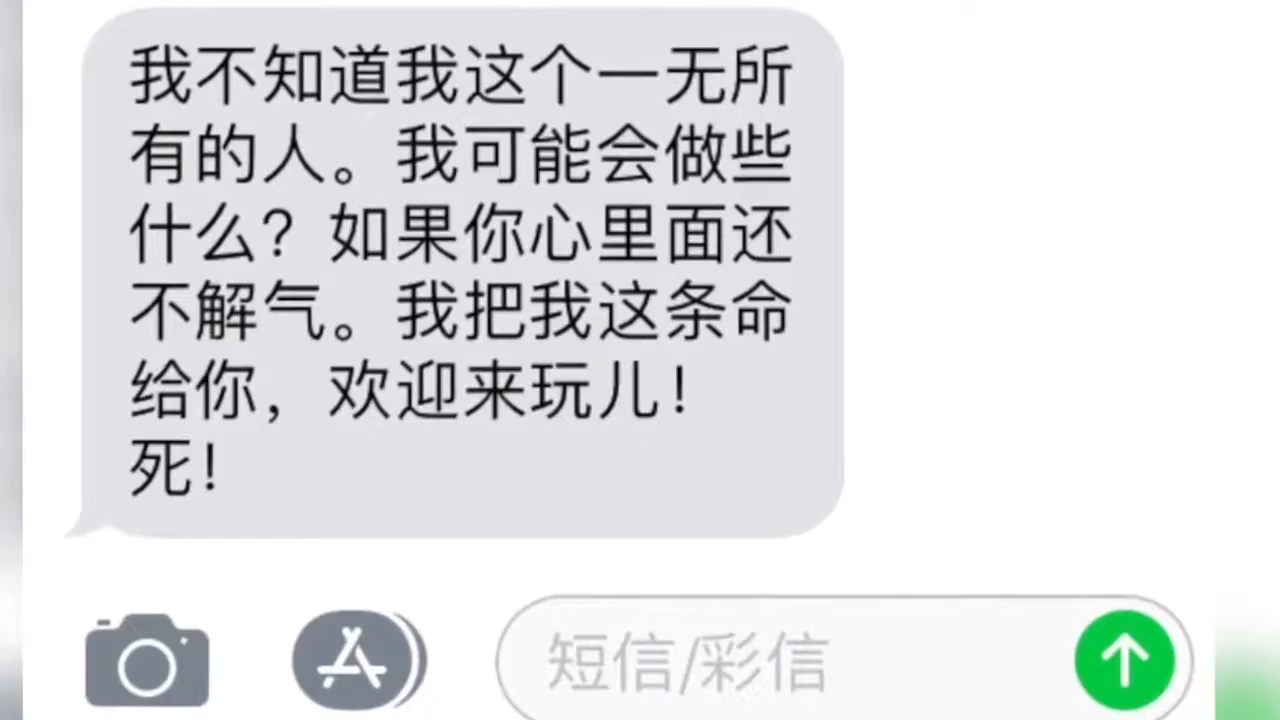 我不知道我这个一无所
有的人。我可能会做些
什么？如果你心里面还
不解气。我把我这条命
给你，欢迎来玩儿！
死！
短信/彩信